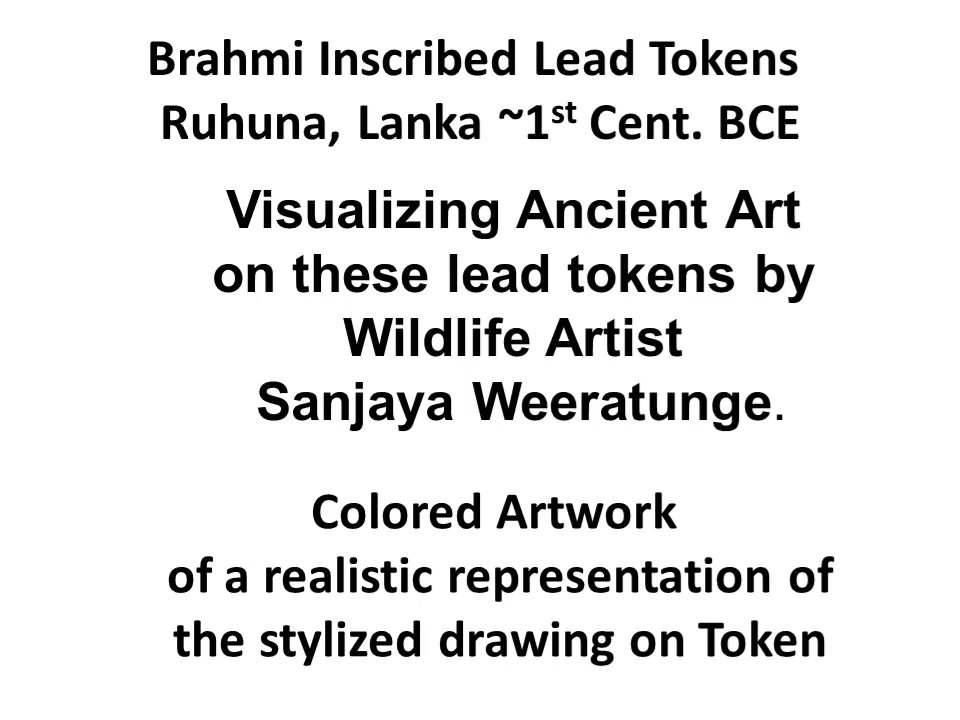 Brahmi Inscribed Lead Tokens
Ruhuna, Lanka ~1st Cent. BCE
Visualizing Ancient Art
on these lead tokens by
Wildlife Artist
Sanjaya Weeratunge.
Colored Artwork
of a realistic representation of
the stylized drawing on Token